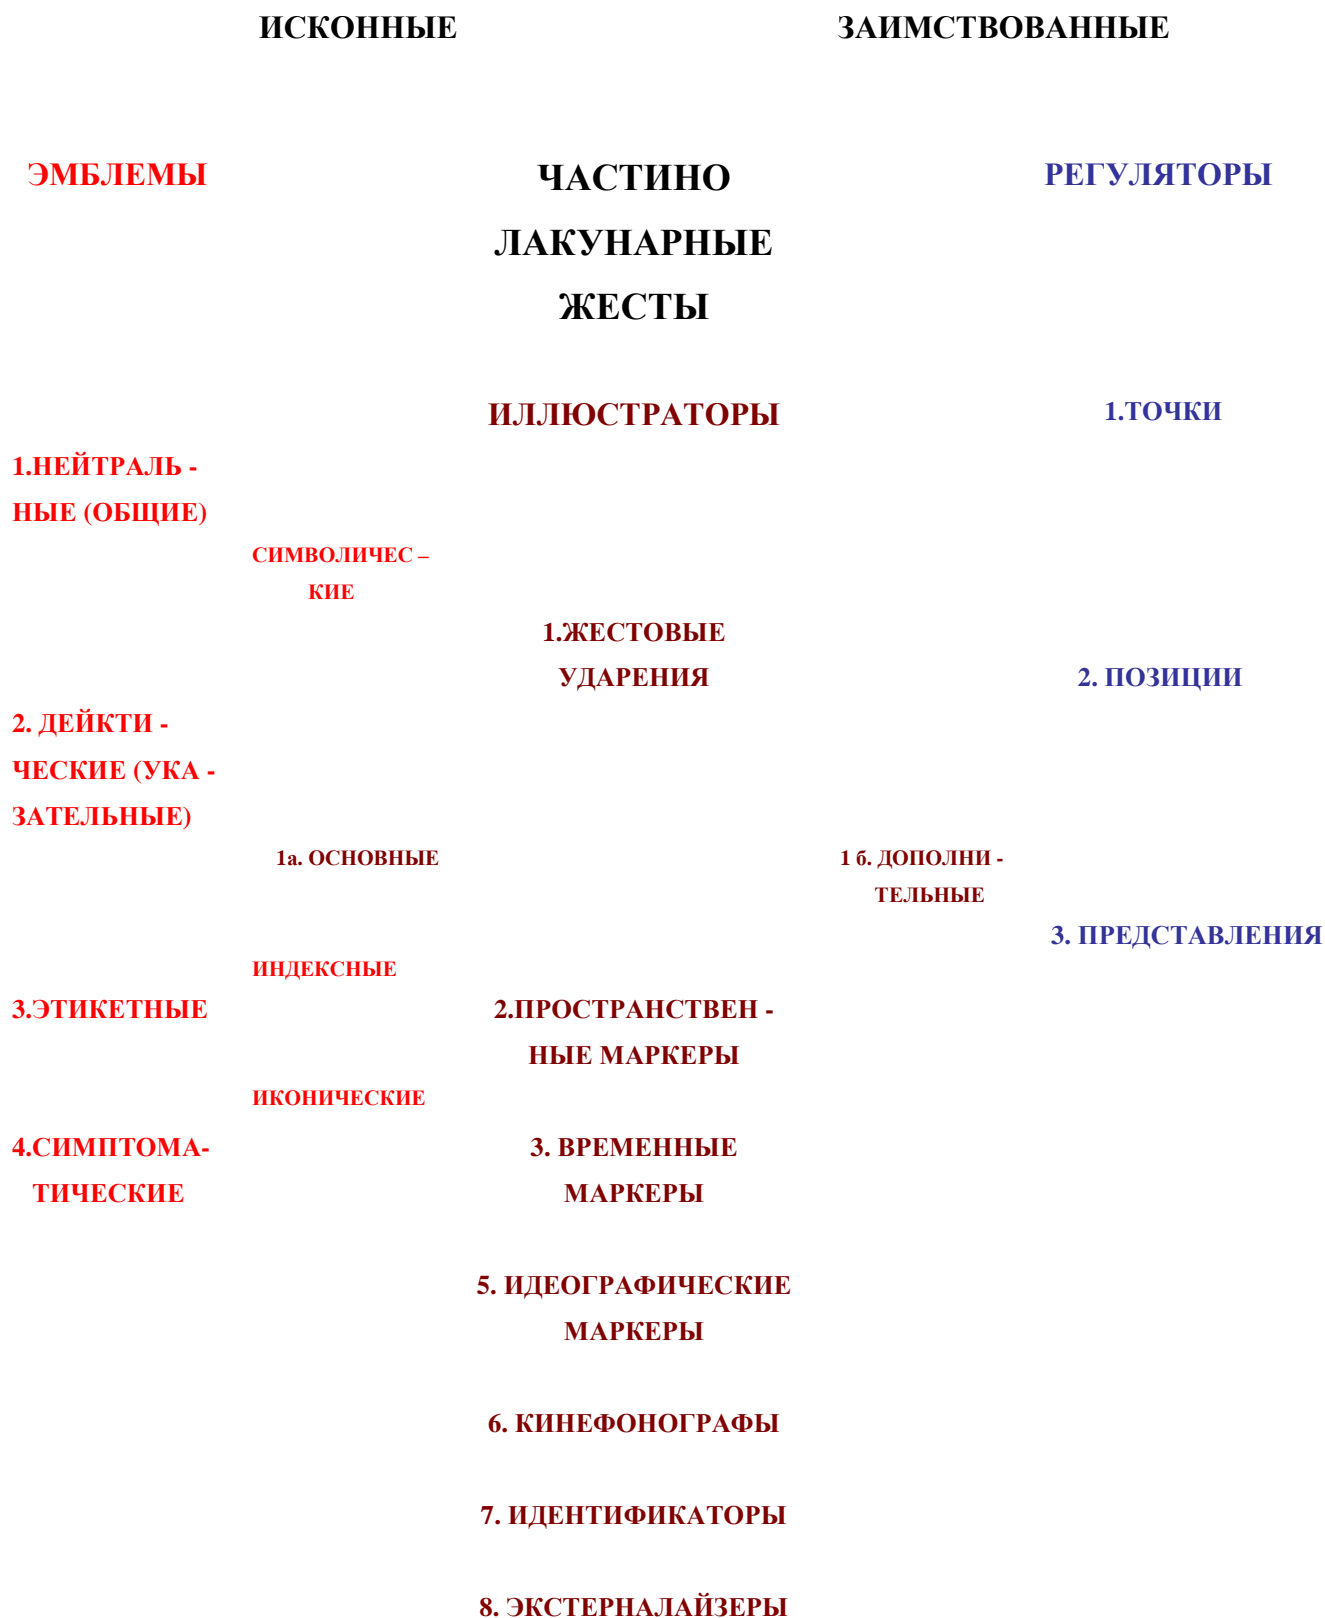 ИСКОННЫЕ ЗАИМСТВОВАННЫЕ
ЭМБЛЕМЫ ЧАСТИНО РЕГУЛЯТОРЫ
ЛАКУНАРНЫЕ
ЖЕСТЫ
ИЛЛЮСТРАТОРЫ 1.ТОЧКИ
1.НЕЙТРАЛЬ -
НЫЕ (ОБЩИЕ)
СИМВОЛИЧЕС –
КИЕ
1.ЖЕСТОВЫЕ
УДАРЕНИЯ 2. ПОЗИЦИИ
2. ДЕЙКТИ -
ЧЕСКИЕ (УКА -
ЗАТЕЛЬНЫЕ)
1а. ОСНОВНЫЕ 1 б. ДОПОЛНИ -
ТЕЛЬНЫЕ
3. ПРЕДСТАВЛЕНИЯ
ИНДЕКСНЫЕ
3.ЭТИКЕТНЫЕ 2.ПРОСТРАНСТВЕН -
НЫЕ МАРКЕРЫ
ИКОНИЧЕСКИЕ
4.СИМПТОМА- 3. ВРЕМЕННЫЕ
ТИЧЕСКИЕ МАРКЕРЫ
5. ИДЕОГРАФИЧЕСКИЕ
МАРКЕРЫ
6. КИНЕФОНОГРАФЫ
7. ИДЕНТИФИКАТОРЫ
8. ЭКСТЕРНАЛАЙЗЕРЫ